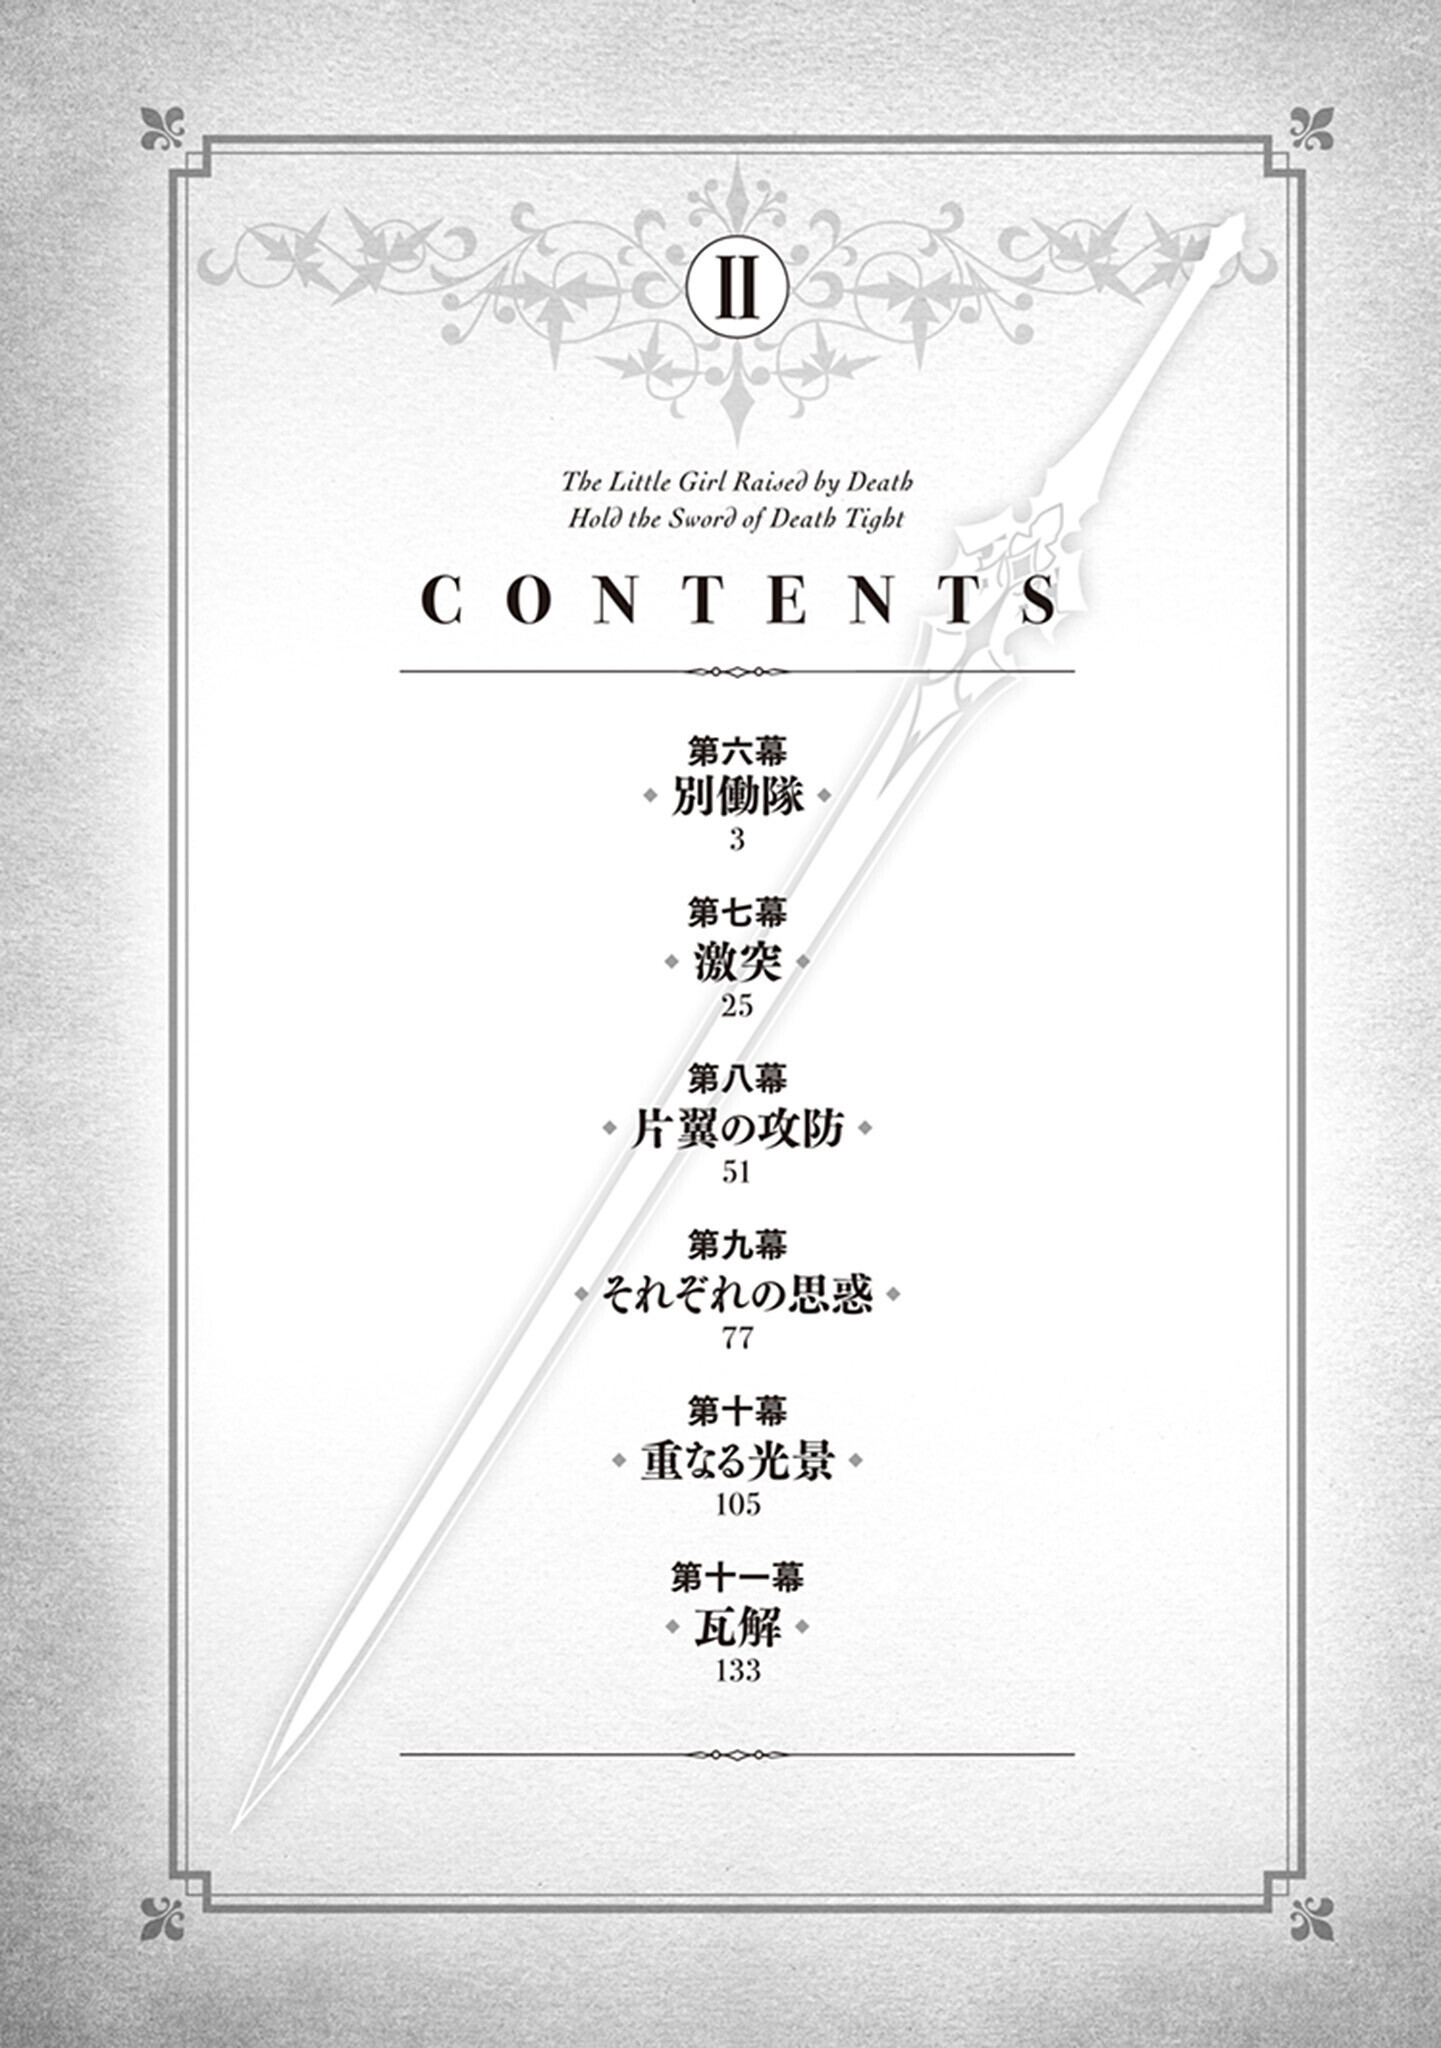 II
The Little Girl Raised by Death
Hold the Sword of Death Tight
CONTENTS
第六幕
別働隊
3
第七幕
激突
25
第八幕
片翼の攻防
51
第九幕
それぞれの思惑
77
第十幕
重なる光景
105
第十一幕
瓦解
133